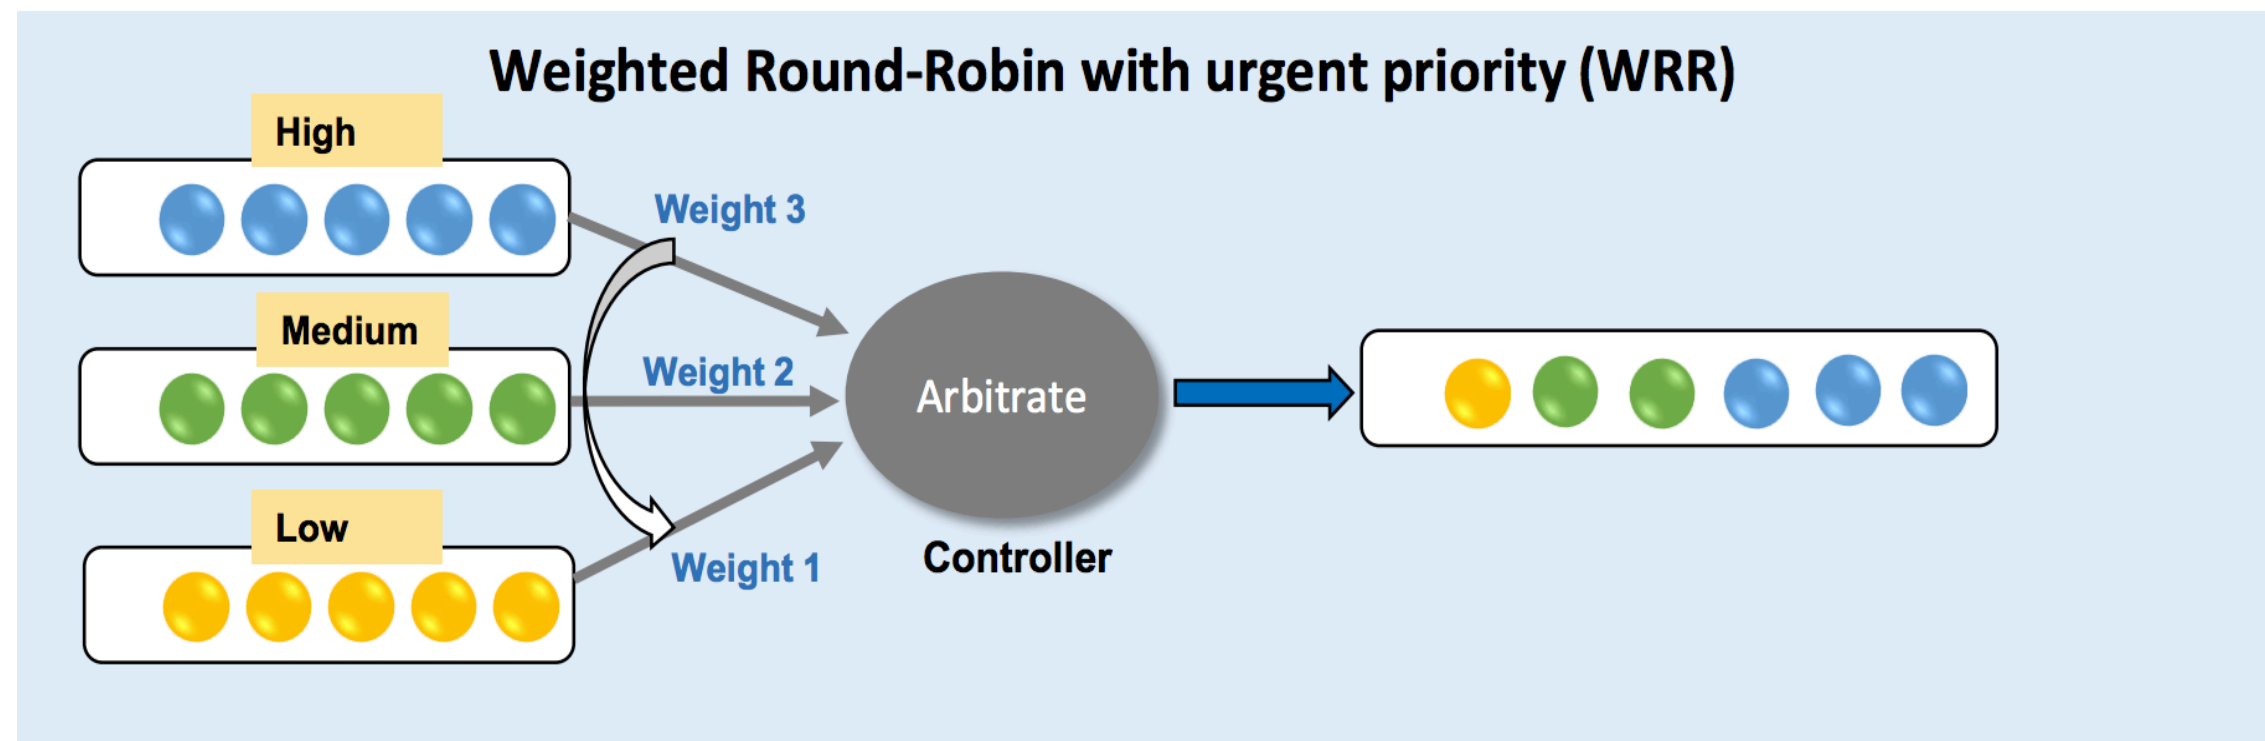 Weighted Round-Robin with urgent priority (WRR)
High
Weight 3
Medium
Weight 2
Arbitrate
Low
Weight 1
Controller